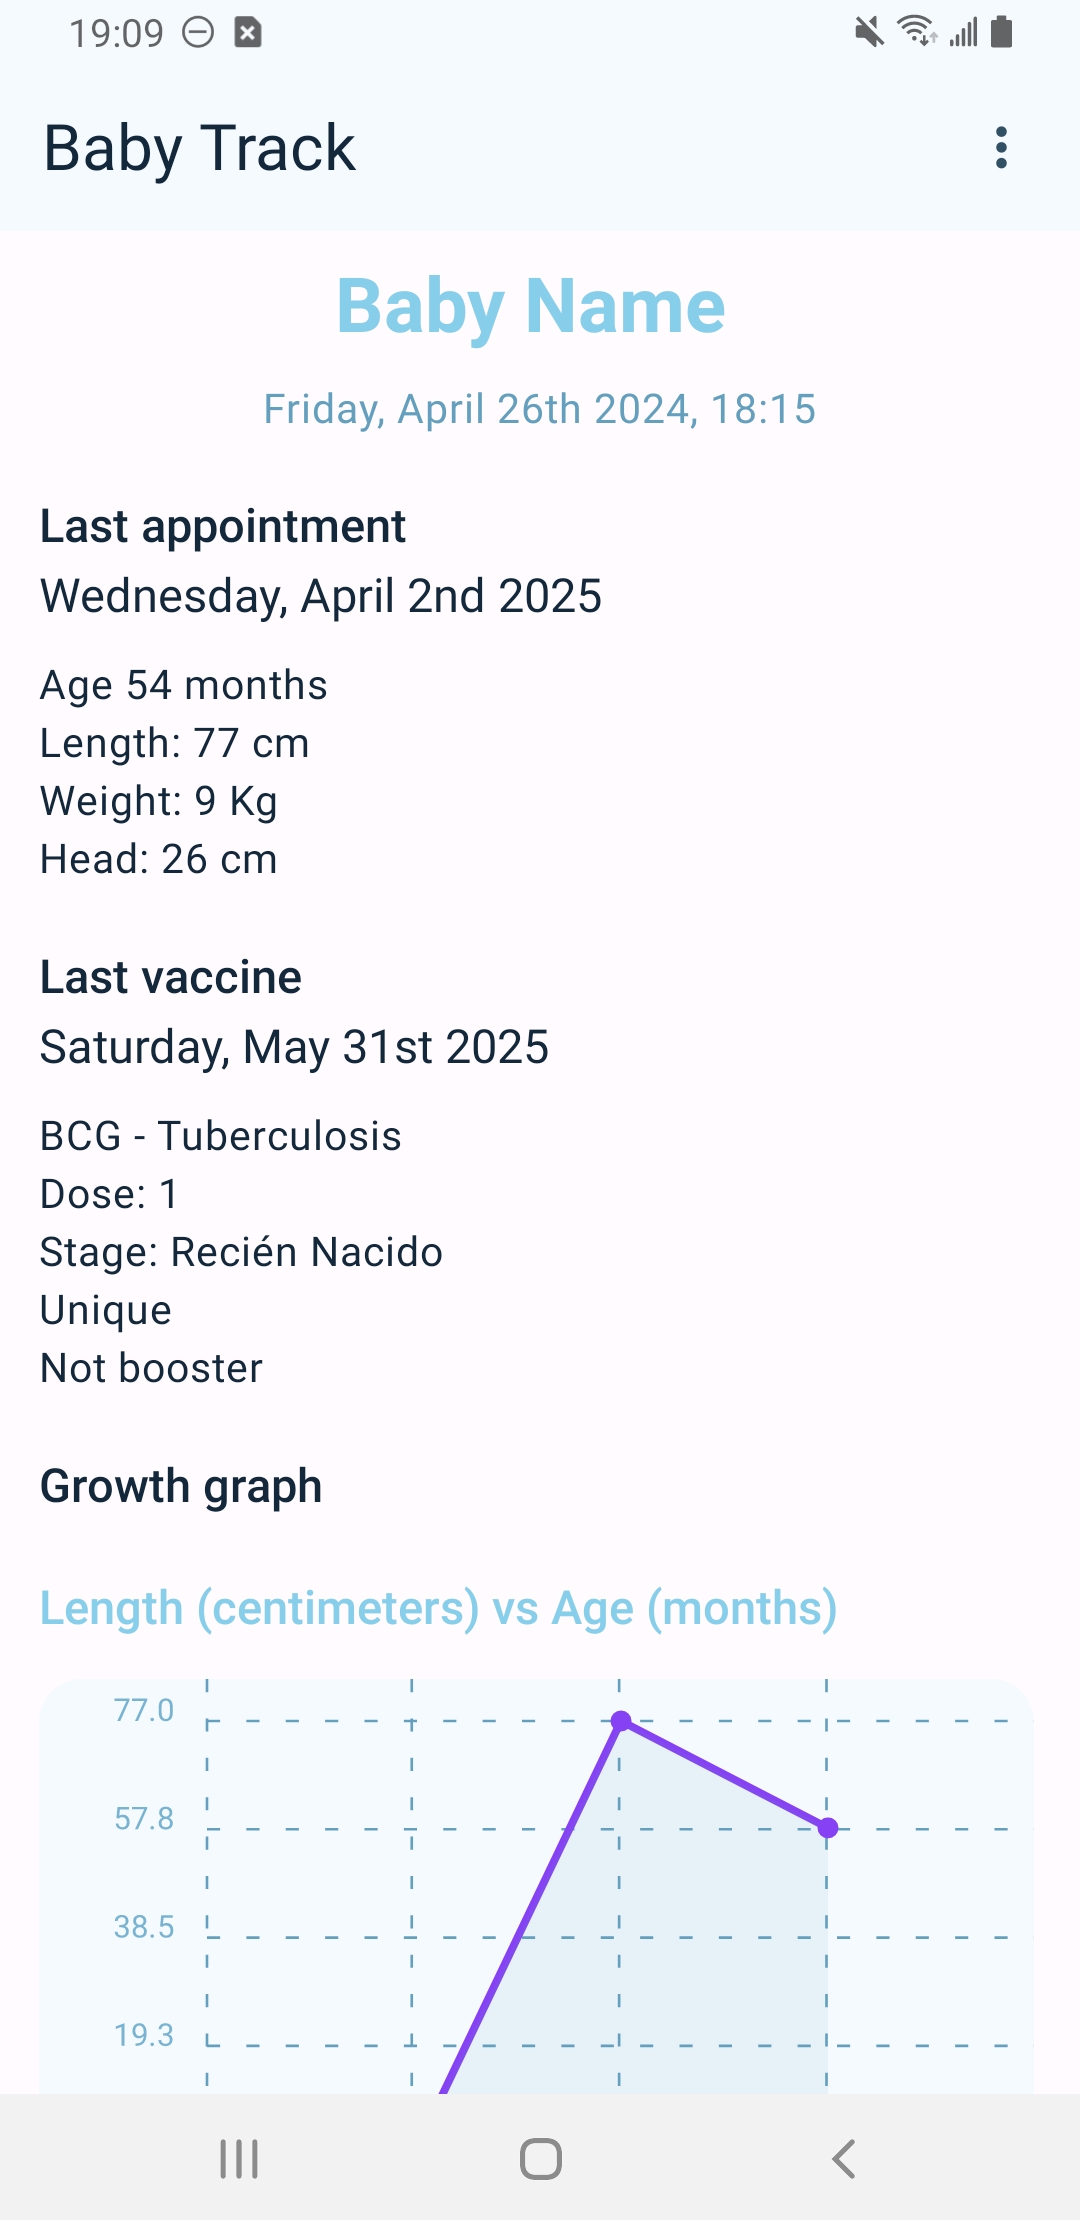 19:09
Baby Track
Baby Name
Friday, April 26th 2024, 18:15
Last appointment
Wednesday, April 2nd 2025
Age 54 months
Length: 77 cm
Weight: 9 Kg
Head: 26 cm
Last vaccine
Saturday, May 31st 2025
BCG - Tuberculosis
Dose: 1
Stage: Recién Nacido
Unique
Not booster
Growth graph
Length (centimeters) vs Age (months)
77.0
57.8
38.5
19.3